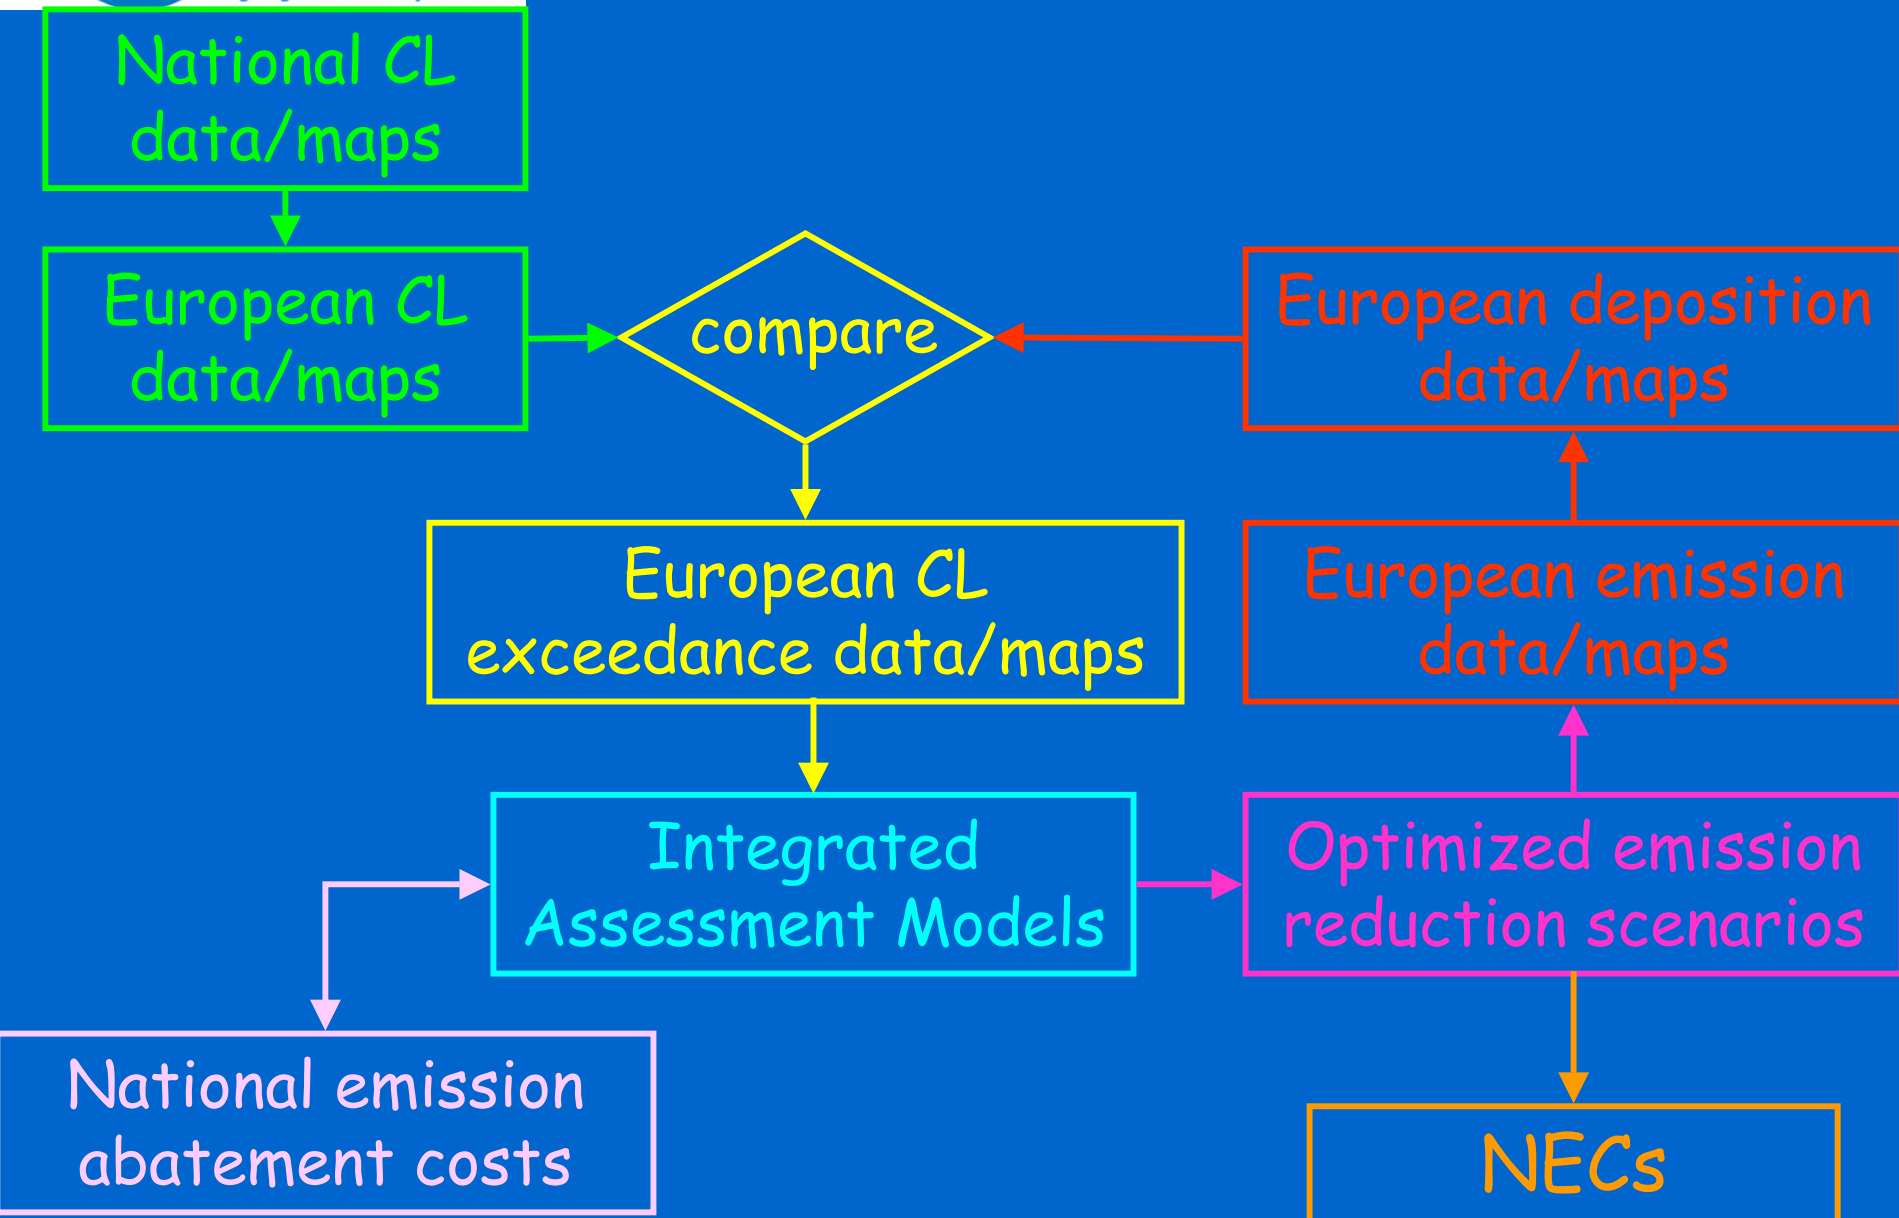 National CL
data/maps
European CL
data/maps
compare
European deposition
data/maps
European CL
exceedance data/maps
European emission
data/maps
Integrated
Assessment Models
Optimized emission
reduction scenarios
National emission
abatement costs
NECs